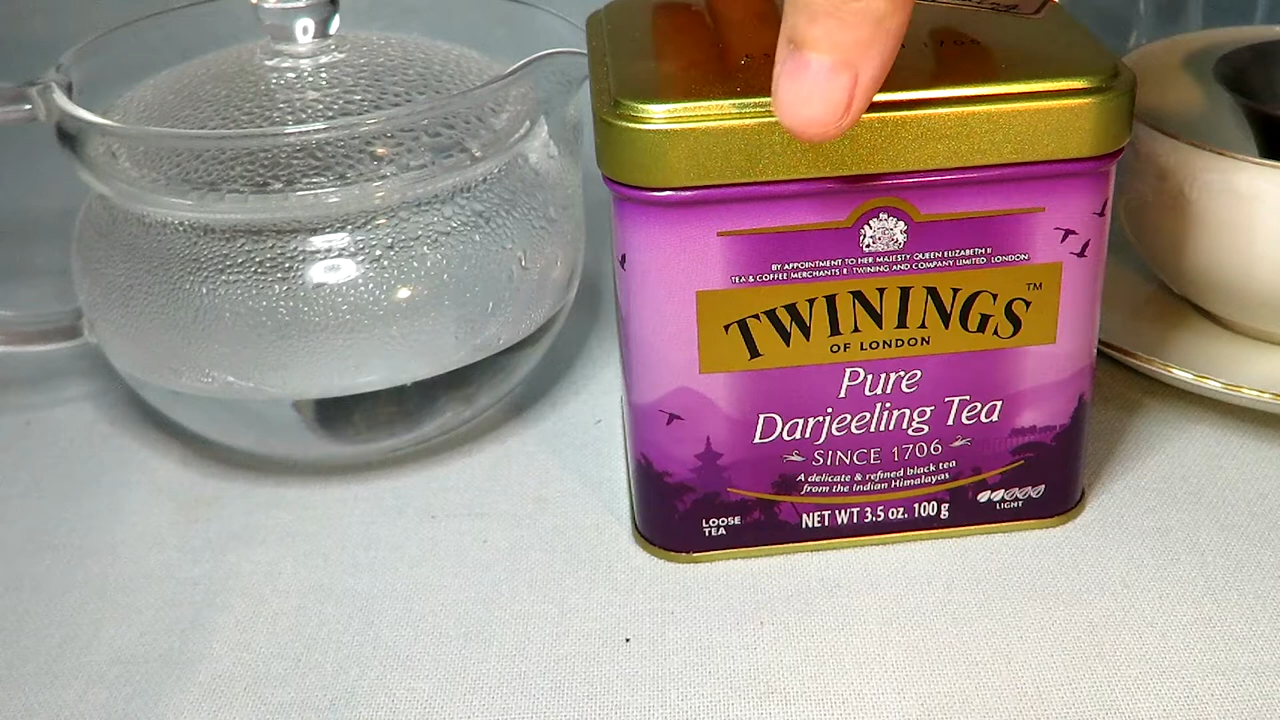 1706
BY APPOINTMENT TO HER MAJESTY QUEEN ELIZABETH II
TEA & COFFEE MERCHANTS R. TWINING AND COMPANY LIMITED, LONDON
TWININGS™
OF LONDON
Pure
Darjeeling Tea
SINCE 1706
A delicate & refined black tea
from the Indian Himalayas
LOOSE
TEA
NET WT 3.5 oz. 100 g
LIGHT